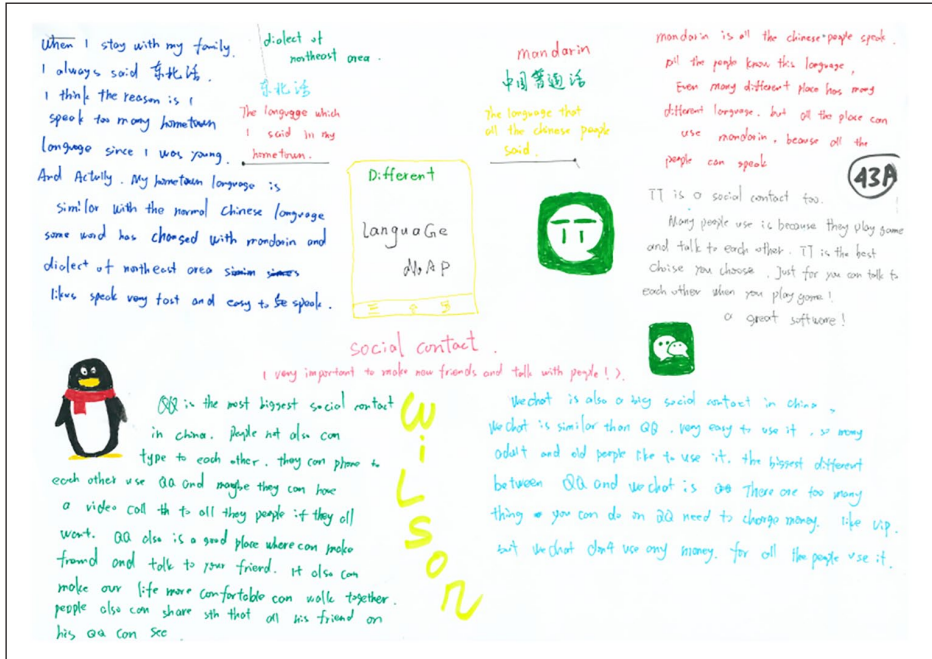 When I stay with my family.
I always said 东北话.
I think the reason is I
speak too many hometown
language since I was young.
And Actully. My hometown language is
similar with the normal Chinese language
some word has changed with mandarin and
dialect of northeast area
likes speak very fast and easy to speak.
dialect of
northeast area.
东北话
The language which
I said in my
hometown.
mandarin
中国普通话
The language that
all the chinese people
said.
mandarin is all the chinese people speak.
all the people know this language,
Even many different place has many
different language. but all the place can
use mandarin, because all the
people can speak
43A
Different
LanguaGe
MAP
TT is a social contact too.
Many people use is because they play game
and talk to each other. TT is the best
choise you choose. Just for you can talk to
each other when you play game!
a great software!
social contact.
(very important to make new friends and talk with people!).
QQ is the most biggest social contact
in china. people not also can
type to each other. they can phone to
each other use QQ and maybe they can have
a video call to all they people if they all
want. QQ also is a good place where can make
friend and talk to your friend. it also can
make our life more comfortable can walk together.
people also can share sth that all his friend on
his QQ can see
WiLson
Wechat is also a big social contact in china,
Wechat is similar than QQ. very easy to use it, so many
adult and old people like to use it. the biggest different
between QQ and wechat is There are too many
thing you can do on QQ need to charge money. like vip.
but wechat don't use any money. for all the people use it.